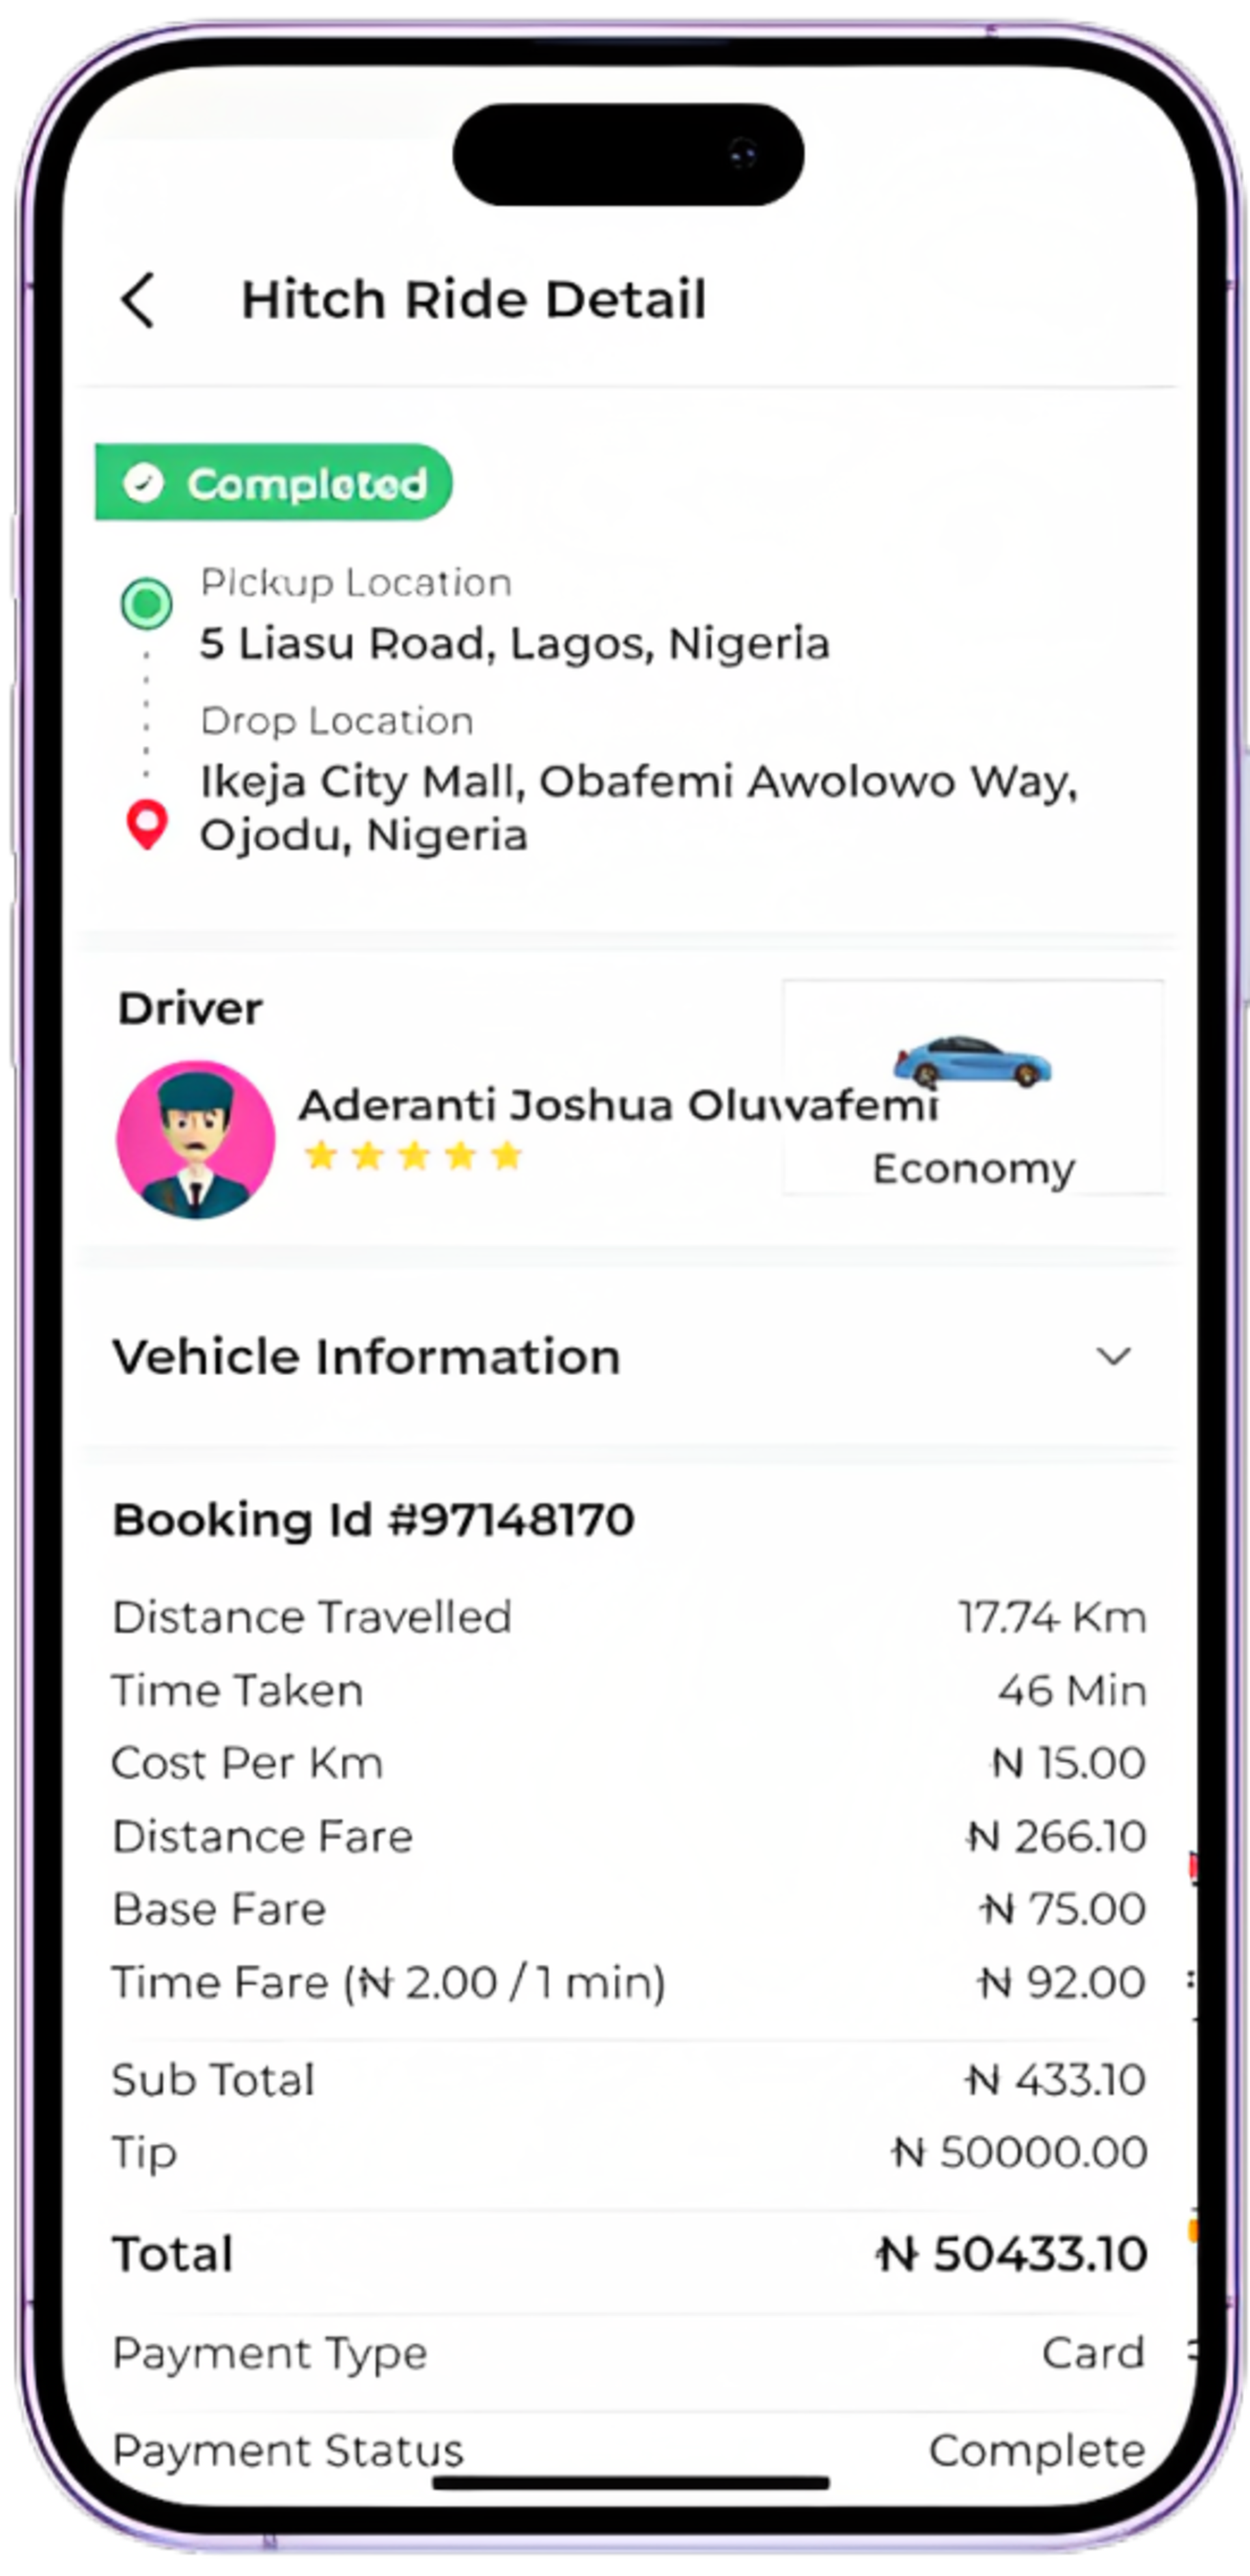 Hitch Ride Detail
Completed
Pickup Location
5 Liasu Road, Lagos, Nigeria
Drop Location
Ikeja City Mall, Obafemi Awolowo Way,
Ojodu, Nigeria
Driver
Aderanti Joshua Oluwafemi
Economy
Vehicle Information
Booking Id #97148170
Distance Travelled 17.74 Km
Time Taken 46 Min
Cost Per Km ₦ 15.00
Distance Fare ₦ 266.10
Base Fare ₦ 75.00
Time Fare (₦ 2.00 / 1 min) ₦ 92.00
Sub Total ₦ 433.10
Tip ₦ 50000.00
Total ₦ 50433.10
Payment Type Card
Payment Status Complete